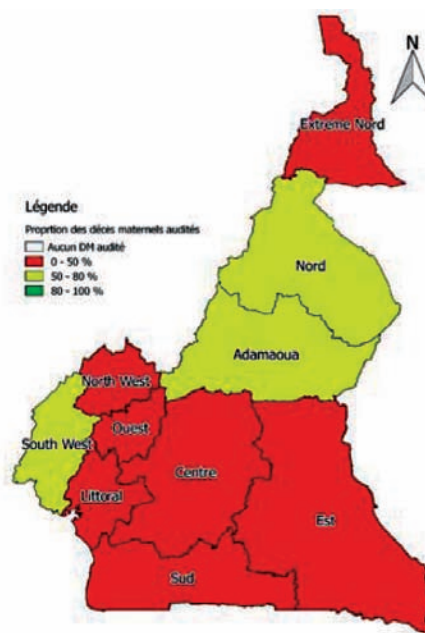 N
Extreme Nord
Légende
Proprtion des décès maternels audités
Aucun DM audité
0 - 50 %
50 - 80 %
80 - 100 %
Nord
Adamaoua
North West
South West
Ouest
Centre
Littoral
Est
Sud